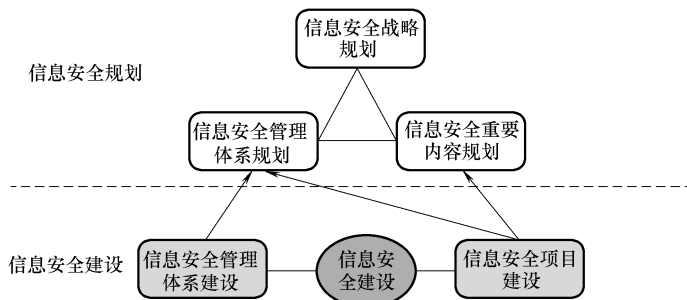 信息安全战略
规划
信息安全规划
信息安全管理
体系规划
信息安全重要
内容规划
信息安全建设
信息安全管理
体系建设
信息安
全建设
信息安全项目
建设